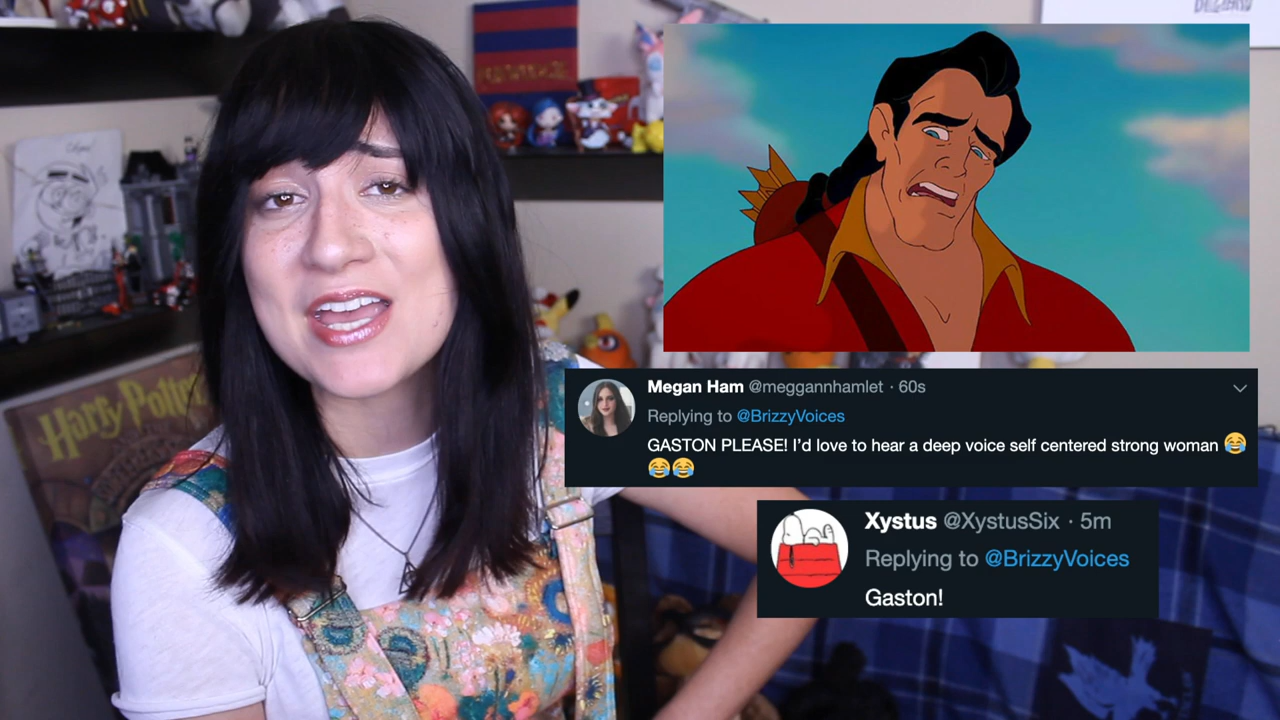 Harry Potter
Megan Ham @meggannhamlet · 60s
Replying to @BrizzyVoices
GASTON PLEASE! I’d love to hear a deep voice self centered strong woman 😂
😂😂
Xystus @XystusSix · 5m
Replying to @BrizzyVoices
Gaston!